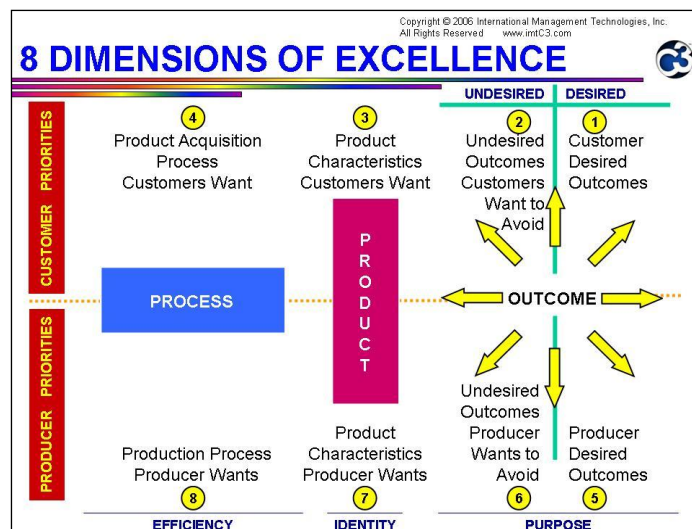 Copyright © 2006 International Management Technologies, Inc.
All Rights Reserved www.imtC3.com
8 DIMENSIONS OF EXCELLENCE
C3
UNDESIRED
DESIRED
CUSTOMER PRIORITIES
4
Product Acquisition
Process
Customers Want
3
Product
Characteristics
Customers Want
2
Undesired
Outcomes
Customers
Want to
Avoid
1
Customer
Desired
Outcomes
PROCESS
PRODUCT
OUTCOME
PRODUCER PRIORITIES
Production Process
Producer Wants
8
Product
Characteristics
Producer Wants
7
Undesired
Outcomes
Producer
Wants to
Avoid
6
Producer
Desired
Outcomes
5
EFFICIENCY
IDENTITY
PURPOSE